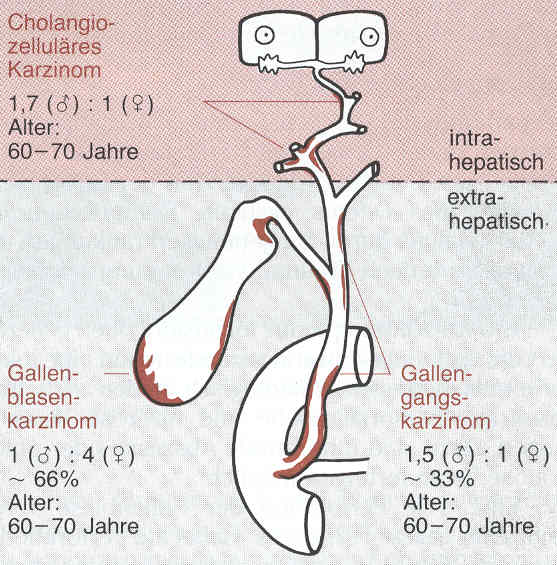 Cholangio-
zelluläres
Karzinom
1,7 (♂) : 1 (♀)
Alter:
60–70 Jahre
intra-
hepatisch
extra-
hepatisch
Gallen-
blasen-
karzinom
1 (♂) : 4 (♀)
~ 66%
Alter:
60–70 Jahre
Gallen-
gangs-
karzinom
1,5 (♂) : 1 (♀)
~ 33%
Alter:
60–70 Jahre